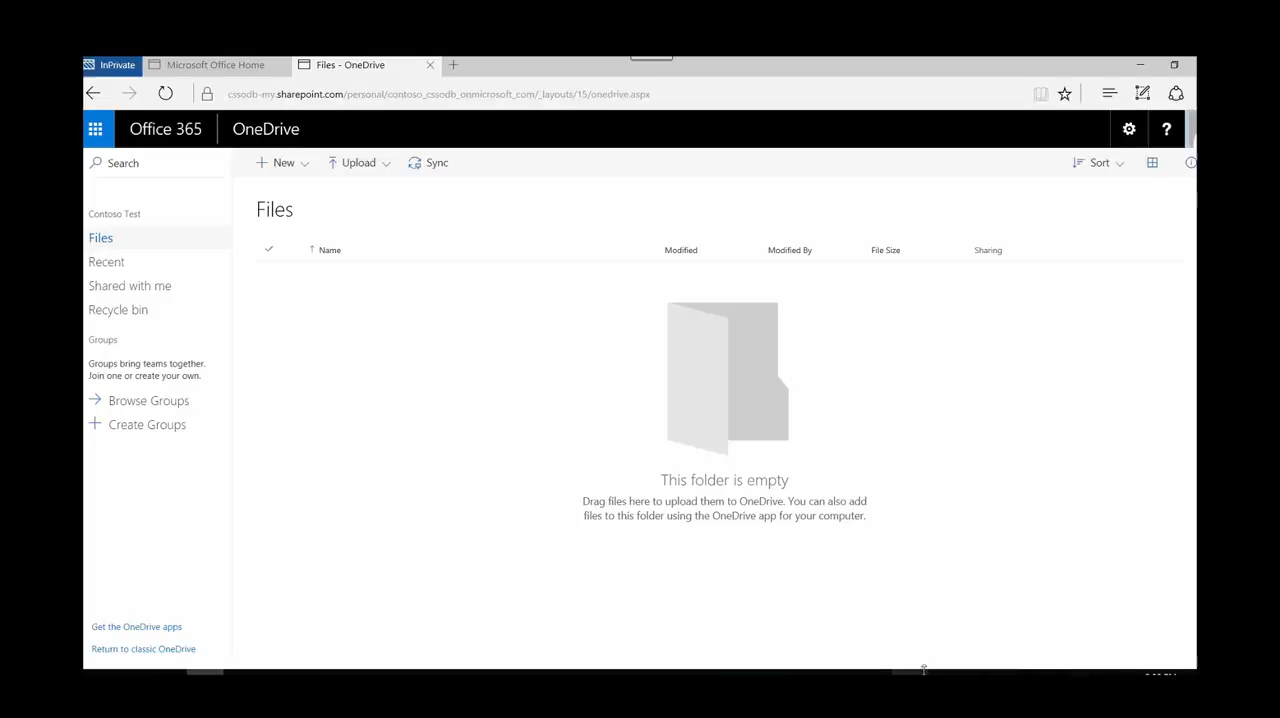 InPrivate
Microsoft Office Home
Files - OneDrive
cssodb-my.sharepoint.com/personal/contoso_cssodb_onmicrosoft_com/_layouts/15/onedrive.aspx
Office 365
OneDrive
?
Search
New
Upload
Sync
Sort
Contoso Test
Files
Recent
Shared with me
Recycle bin
Groups
Groups bring teams together.
Join one or create your own.
Browse Groups
Create Groups
Get the OneDrive apps
Return to classic OneDrive
Files
Name
Modified
Modified By
File Size
Sharing
This folder is empty
Drag files here to upload them to OneDrive. You can also add
files to this folder using the OneDrive app for your computer.